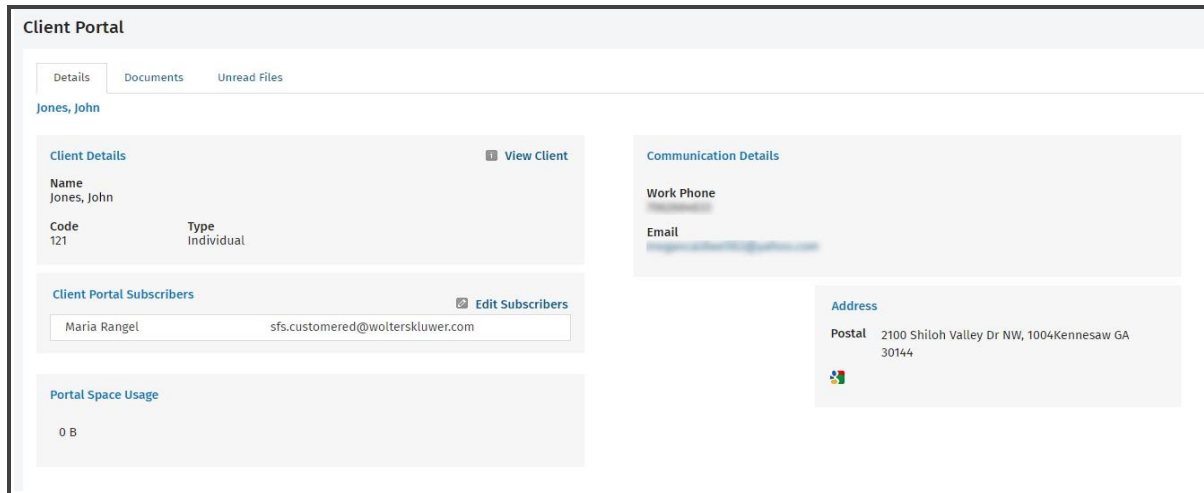 Client Portal
Details Documents Unread Files
Jones, John
Client Details View Client
Name
Jones, John
Code Type
121 Individual
Client Portal Subscribers Edit Subscribers
Maria Rangel sfs.customered@wolterskluwer.com
Portal Space Usage
0 B
Communication Details
Work Phone
Email
Address
Postal 2100 Shiloh Valley Dr NW, 1004Kennesaw GA
30144